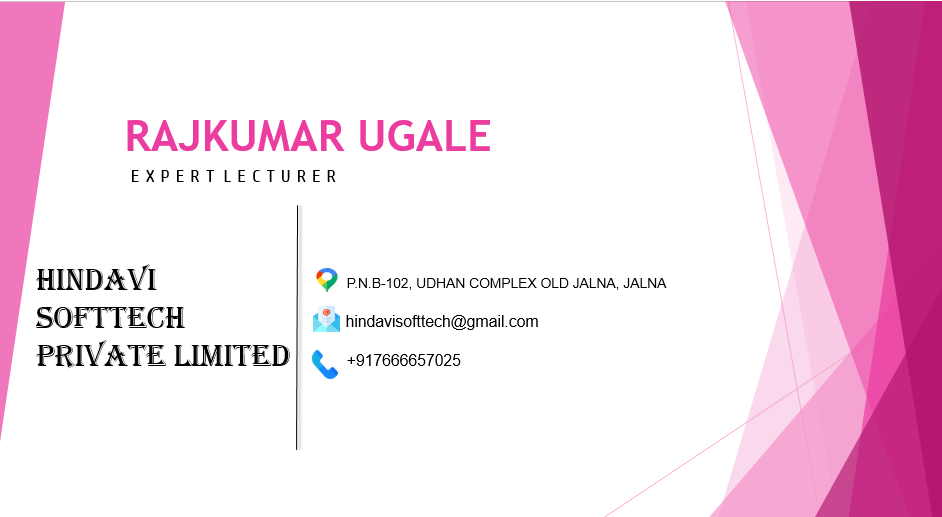 RAJKUMAR UGALE
EXPERT LECTURER
HINDAVI
SOFTTECH
PRIVATE LIMITED
P.N.B-102, UDHAN COMPLEX OLD JALNA, JALNA
hindavisofttech@gmail.com
+917666657025